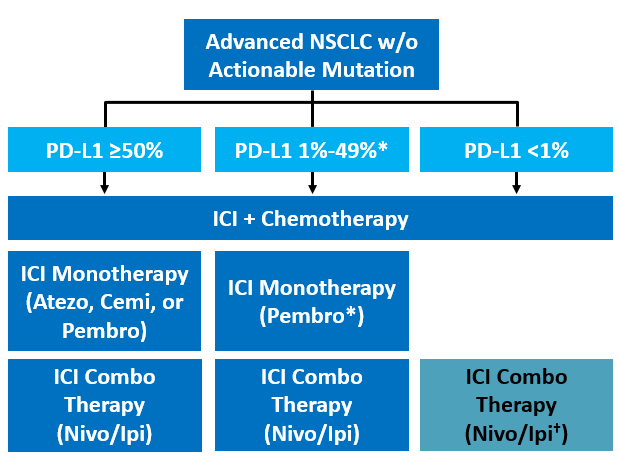 Advanced NSCLC w/o
Actionable Mutation
PD-L1 ≥50%
PD-L1 1%-49%*
PD-L1 <1%
ICI + Chemotherapy
ICI Monotherapy
(Atezo, Cemi, or
Pembro)
ICI Monotherapy
(Pembro*)
ICI Combo
Therapy
(Nivo/Ipi)
ICI Combo
Therapy
(Nivo/Ipi)
ICI Combo
Therapy
(Nivo/Ipi†)